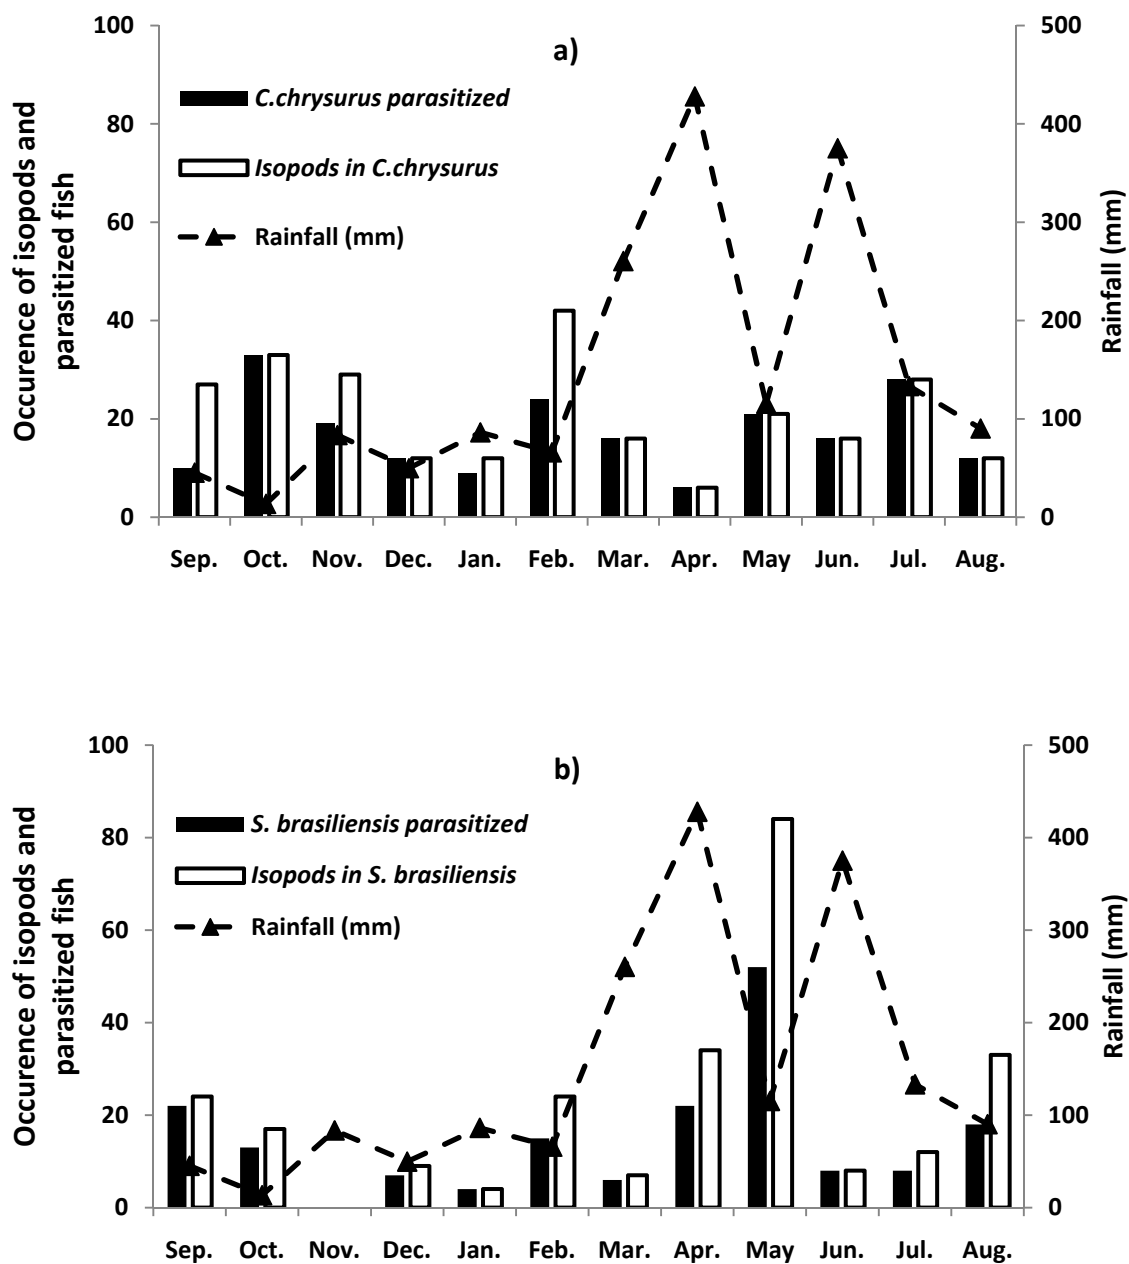 a)
Occurence of isopods and
parasitized fish
100
80
60
40
20
0
C.chrysurus parasitized
Isopods in C.chrysurus
Rainfall (mm)
500
400
300
200
100
0
Rainfall (mm)
Sep. Oct. Nov. Dec. Jan. Feb. Mar. Apr. May Jun. Jul. Aug.
b)
Occurence of isopods and
parasitized fish
100
80
60
40
20
0
S. brasiliensis parasitized
Isopods in S. brasiliensis
Rainfall (mm)
500
400
300
200
100
0
Rainfall (mm)
Sep. Oct. Nov. Dec. Jan. Feb. Mar. Apr. May Jun. Jul. Aug.